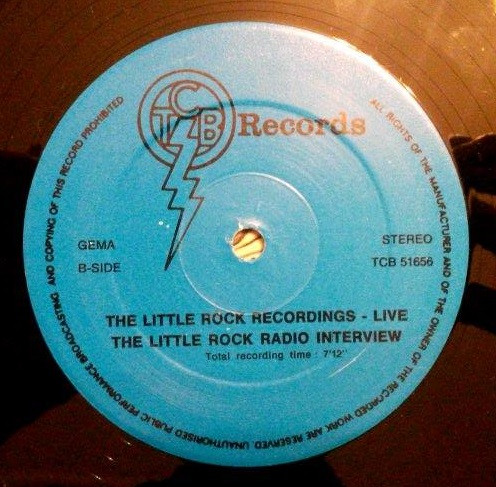 TCB
Records
GEMA
B-SIDE
STEREO
TCB 51656
THE LITTLE ROCK RECORDINGS - LIVE
THE LITTLE ROCK RADIO INTERVIEW
Total recording time : 7'12"
ALL RIGHTS OF THE MANUFACTURER AND OF THE OWNER OF THE RECORDED WORK ARE RESERVED. UNAUTHORISED PUBLIC PERFORMANCE BROADCASTING AND COPYING OF THIS RECORD PROHIBITED